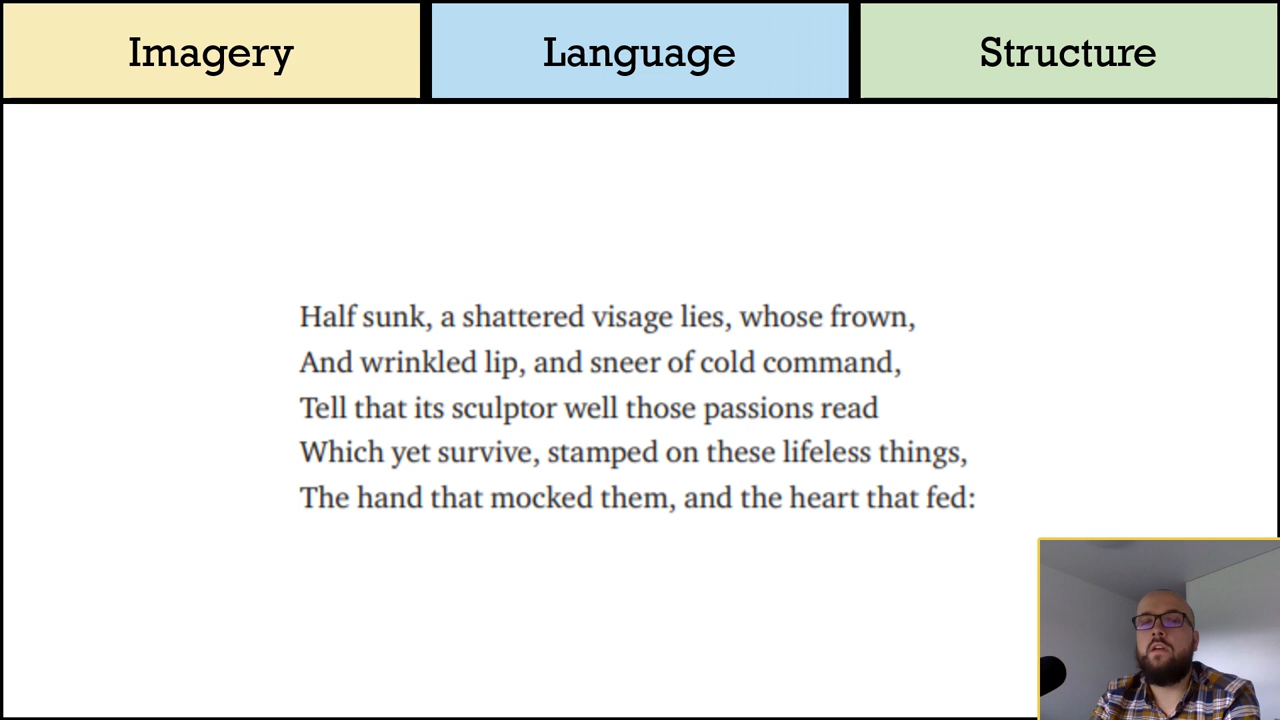 Imagery
Language
Structure
Half sunk, a shattered visage lies, whose frown,
And wrinkled lip, and sneer of cold command,
Tell that its sculptor well those passions read
Which yet survive, stamped on these lifeless things,
The hand that mocked them, and the heart that fed: